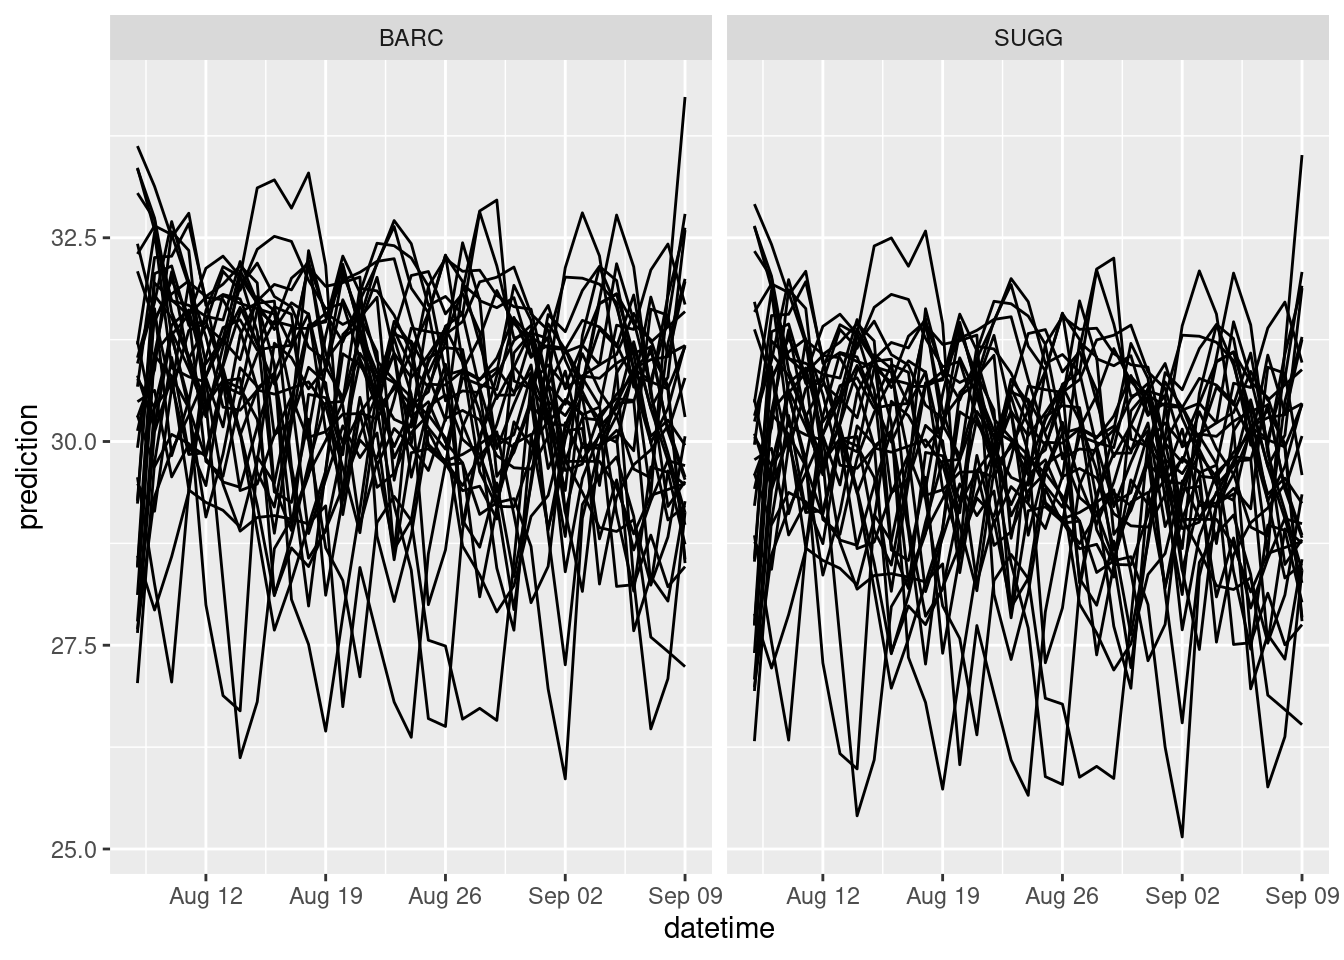 BARC SUGG
prediction
32.5
30.0
27.5
25.0
Aug 12 Aug 19 Aug 26 Sep 02 Sep 09 Aug 12 Aug 19 Aug 26 Sep 02 Sep 09
datetime